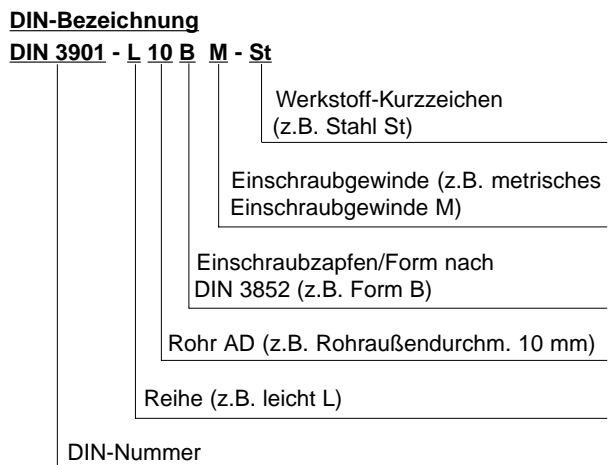 DIN-Bezeichnung
DIN 3901 - L 10 B M - St
Werkstoff-Kurzzeichen
(z.B. Stahl St)
Einschraubgewinde (z.B. metrisches
Einschraubgewinde M)
Einschraubzapfen/Form nach
DIN 3852 (z.B. Form B)
Rohr AD (z.B. Rohraußendurchm. 10 mm)
Reihe (z.B. leicht L)
DIN-Nummer